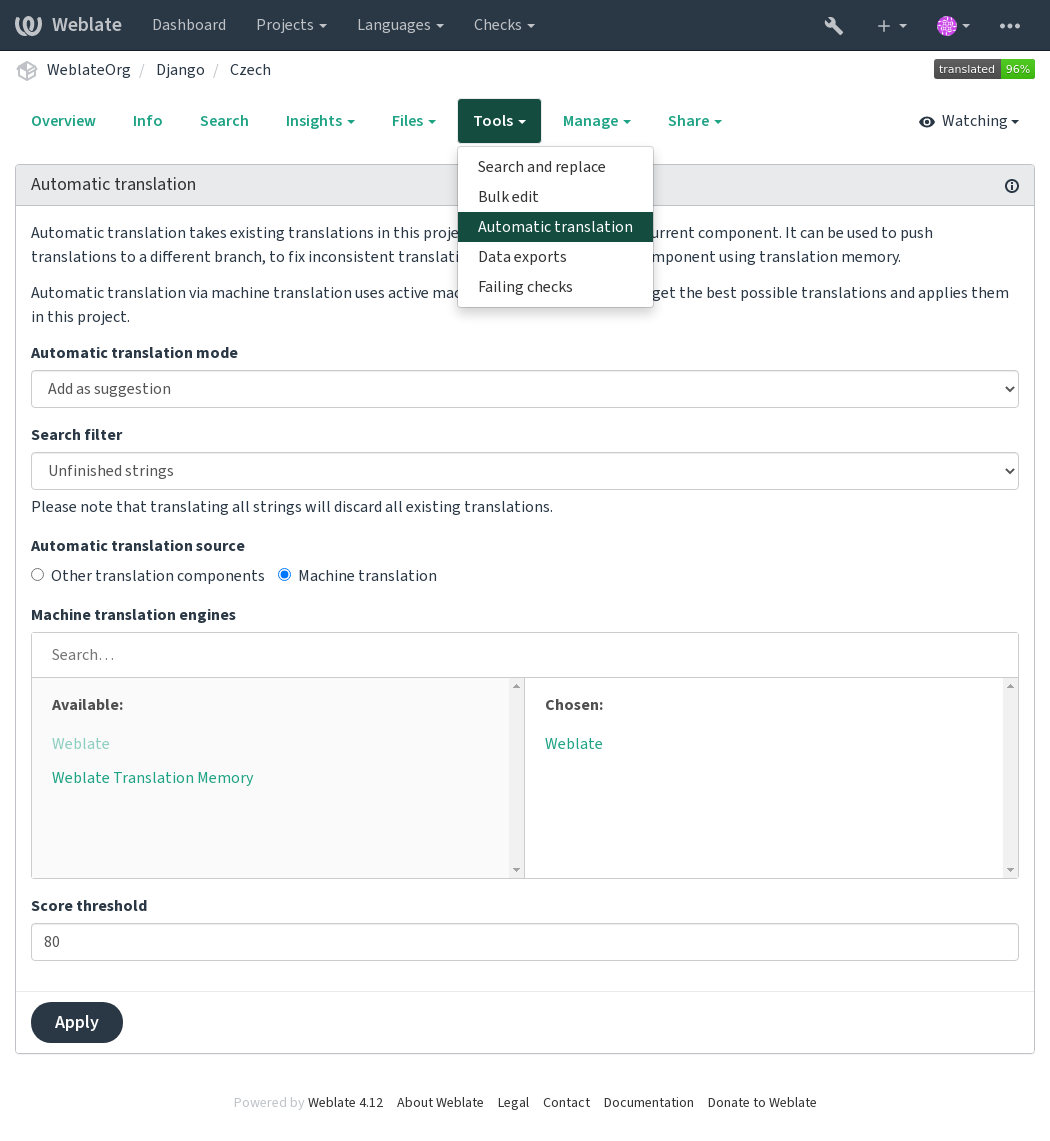 Weblate Dashboard Projects Languages Checks
WeblateOrg / Django / Czech translated 96%
Overview Info Search Insights Files Tools Manage Share Watching
Search and replace
Bulk edit
Automatic translation
Data exports
Failing checks
Automatic translation
Automatic translation takes existing translations in this proje urrent component. It can be used to push
translations to a different branch, to fix inconsistent translati mponent using translation memory.
Automatic translation via machine translation uses active mac get the best possible translations and applies them
in this project.
Automatic translation mode
Add as suggestion
Search filter
Unfinished strings
Please note that translating all strings will discard all existing translations.
Automatic translation source
Other translation components Machine translation
Machine translation engines
Search…
Available: Chosen:
Weblate Weblate
Weblate Translation Memory
Score threshold
80
Apply
Powered by Weblate 4.12 About Weblate Legal Contact Documentation Donate to Weblate